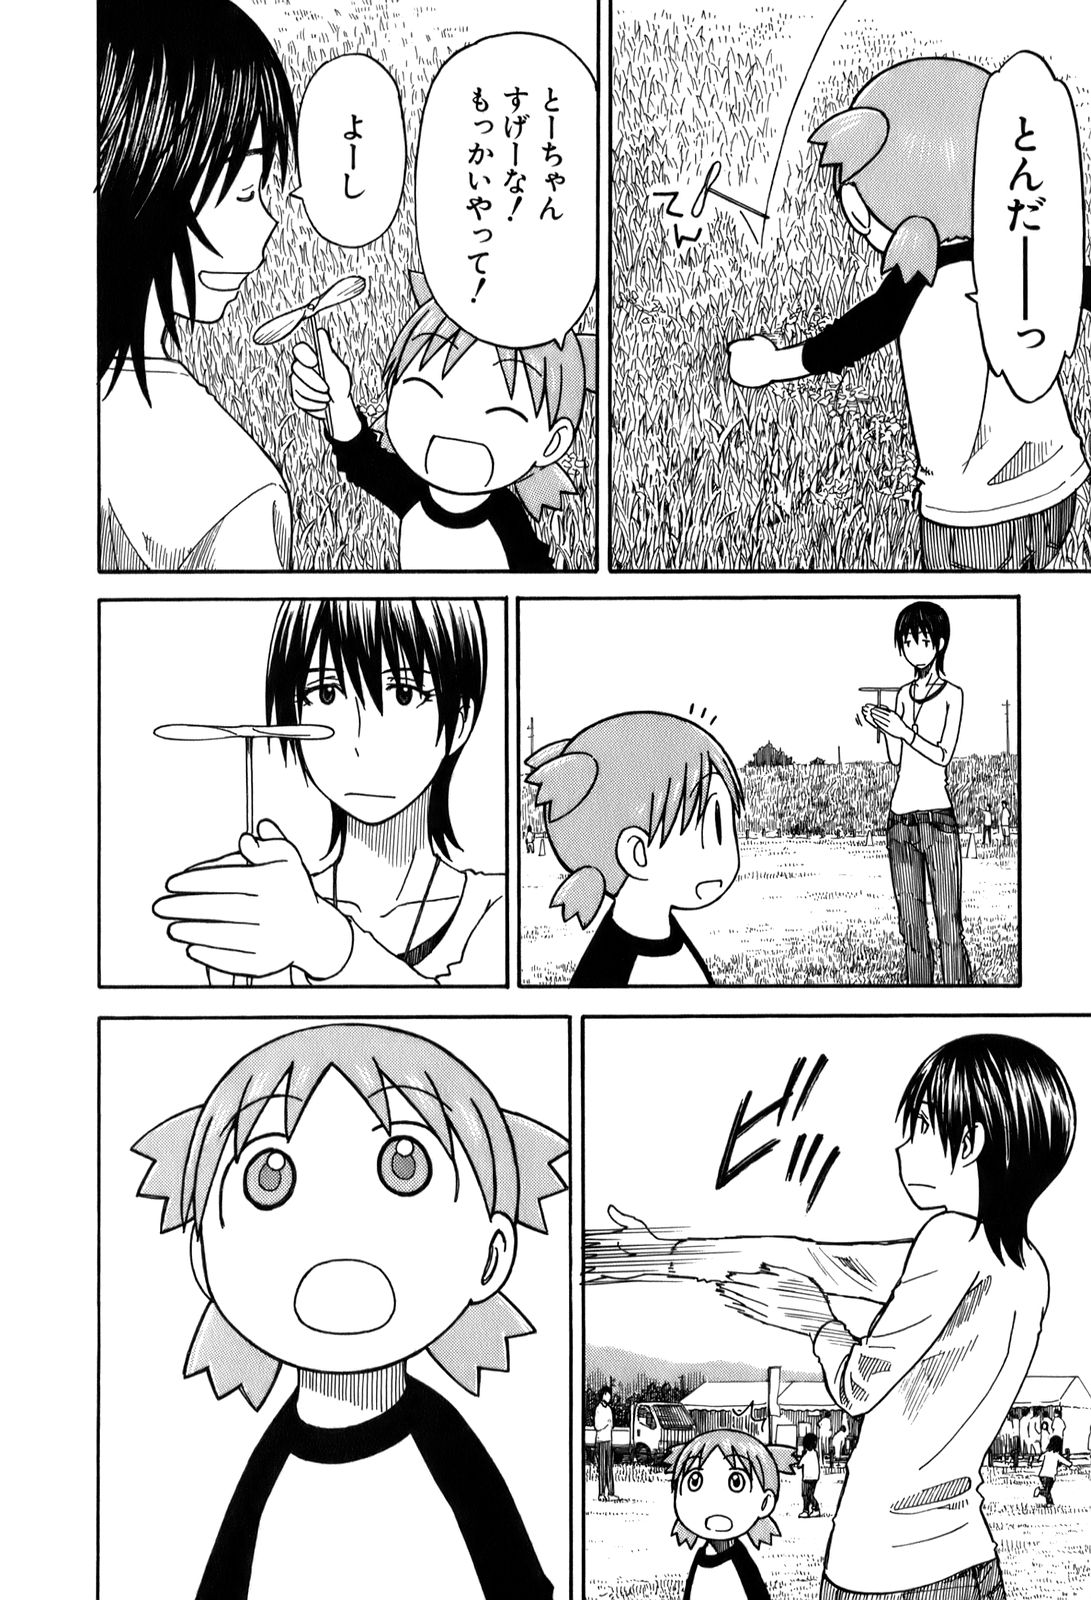 とんだーーっ
てん
とーちゃん
すげーな！
もっかいやって！
よーし
ビッ